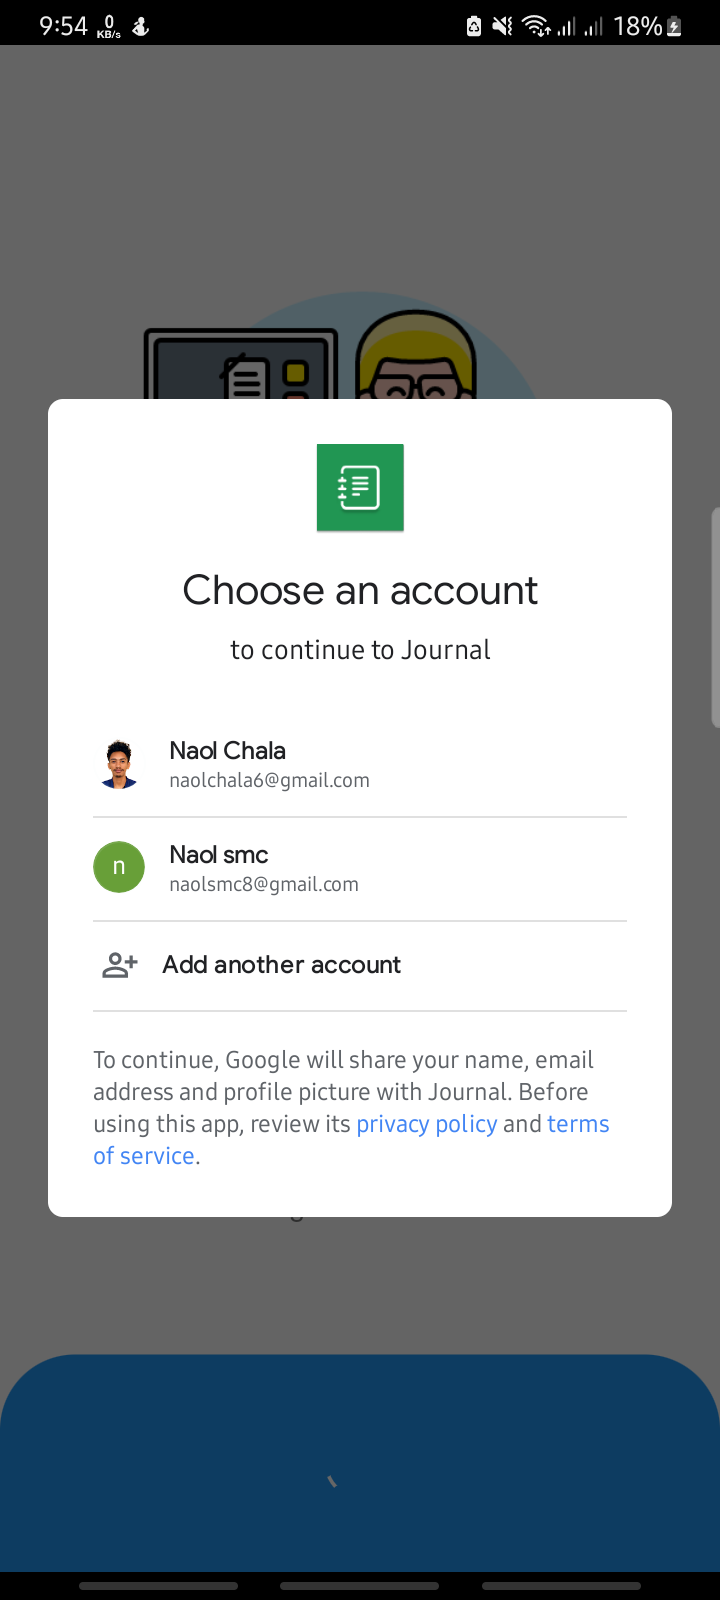 9:54 0 KB/s 18%
Choose an account
to continue to Journal
Naol Chala
naolchala6@gmail.com
n
Naol smc
naolsmc8@gmail.com
Add another account
To continue, Google will share your name, email
address and profile picture with Journal. Before
using this app, review its privacy policy and terms
of service.